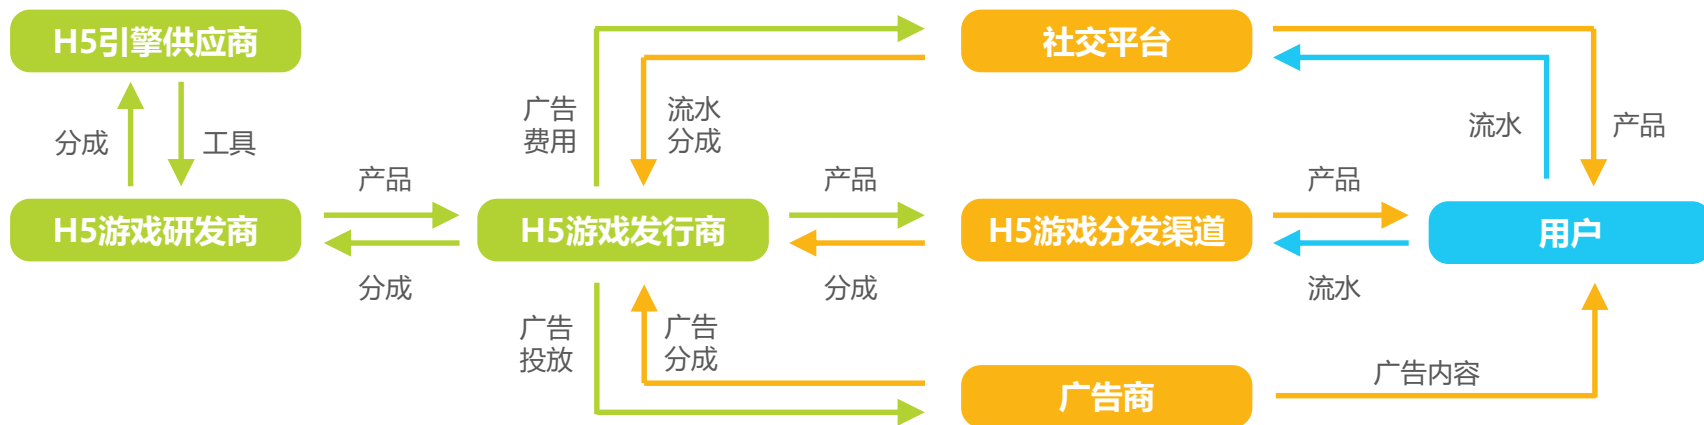 H5引擎供应商
社交平台
广告
费用
流水
分成
流水
产品
分成
工具
产品
产品
产品
H5游戏研发商
H5游戏发行商
H5游戏分发渠道
用户
分成
分成
流水
广告
投放
广告
分成
广告商
广告内容